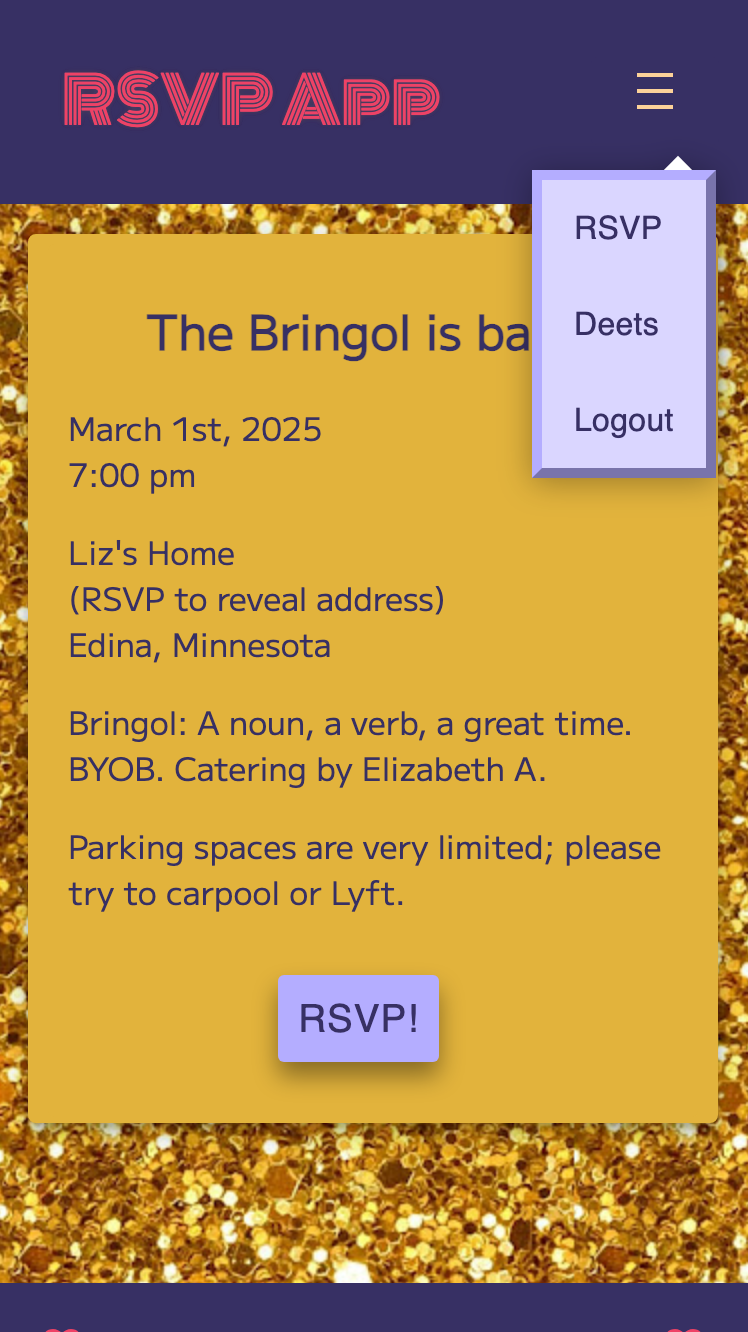 RSVP App
RSVP
Deets
Logout
The Bringol is
March 1st, 2025
7:00 pm
Liz's Home
(RSVP to reveal address)
Edina, Minnesota
Bringol: A noun, a verb, a great time.
BYOB. Catering by Elizabeth A.
Parking spaces are very limited; please
try to carpool or Lyft.
RSVP!